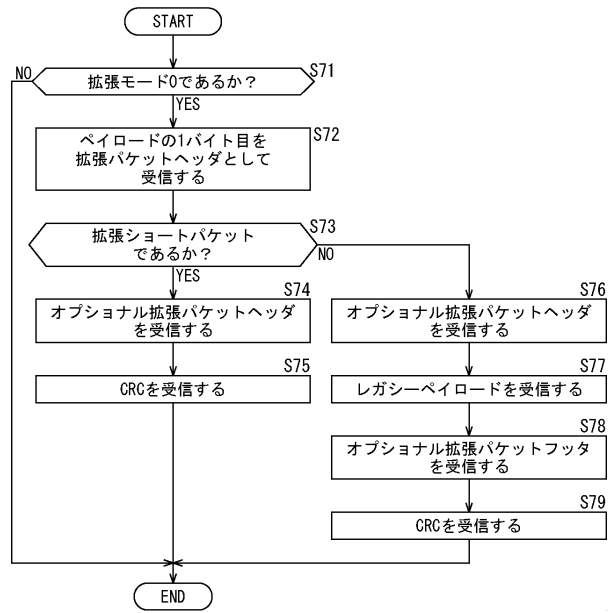 START
NO
拡張モード0であるか？
S71
YES
ペイロードの1バイト目を
拡張パケットヘッダとして
受信する
S72
拡張ショートパケット
であるか？
S73
NO
YES
S74
オプショナル拡張パケットヘッダ
を受信する
S75
CRCを受信する
S76
オプショナル拡張パケットヘッダ
を受信する
S77
レガシーペイロードを受信する
S78
オプショナル拡張パケットフッタ
を受信する
S79
CRCを受信する
END